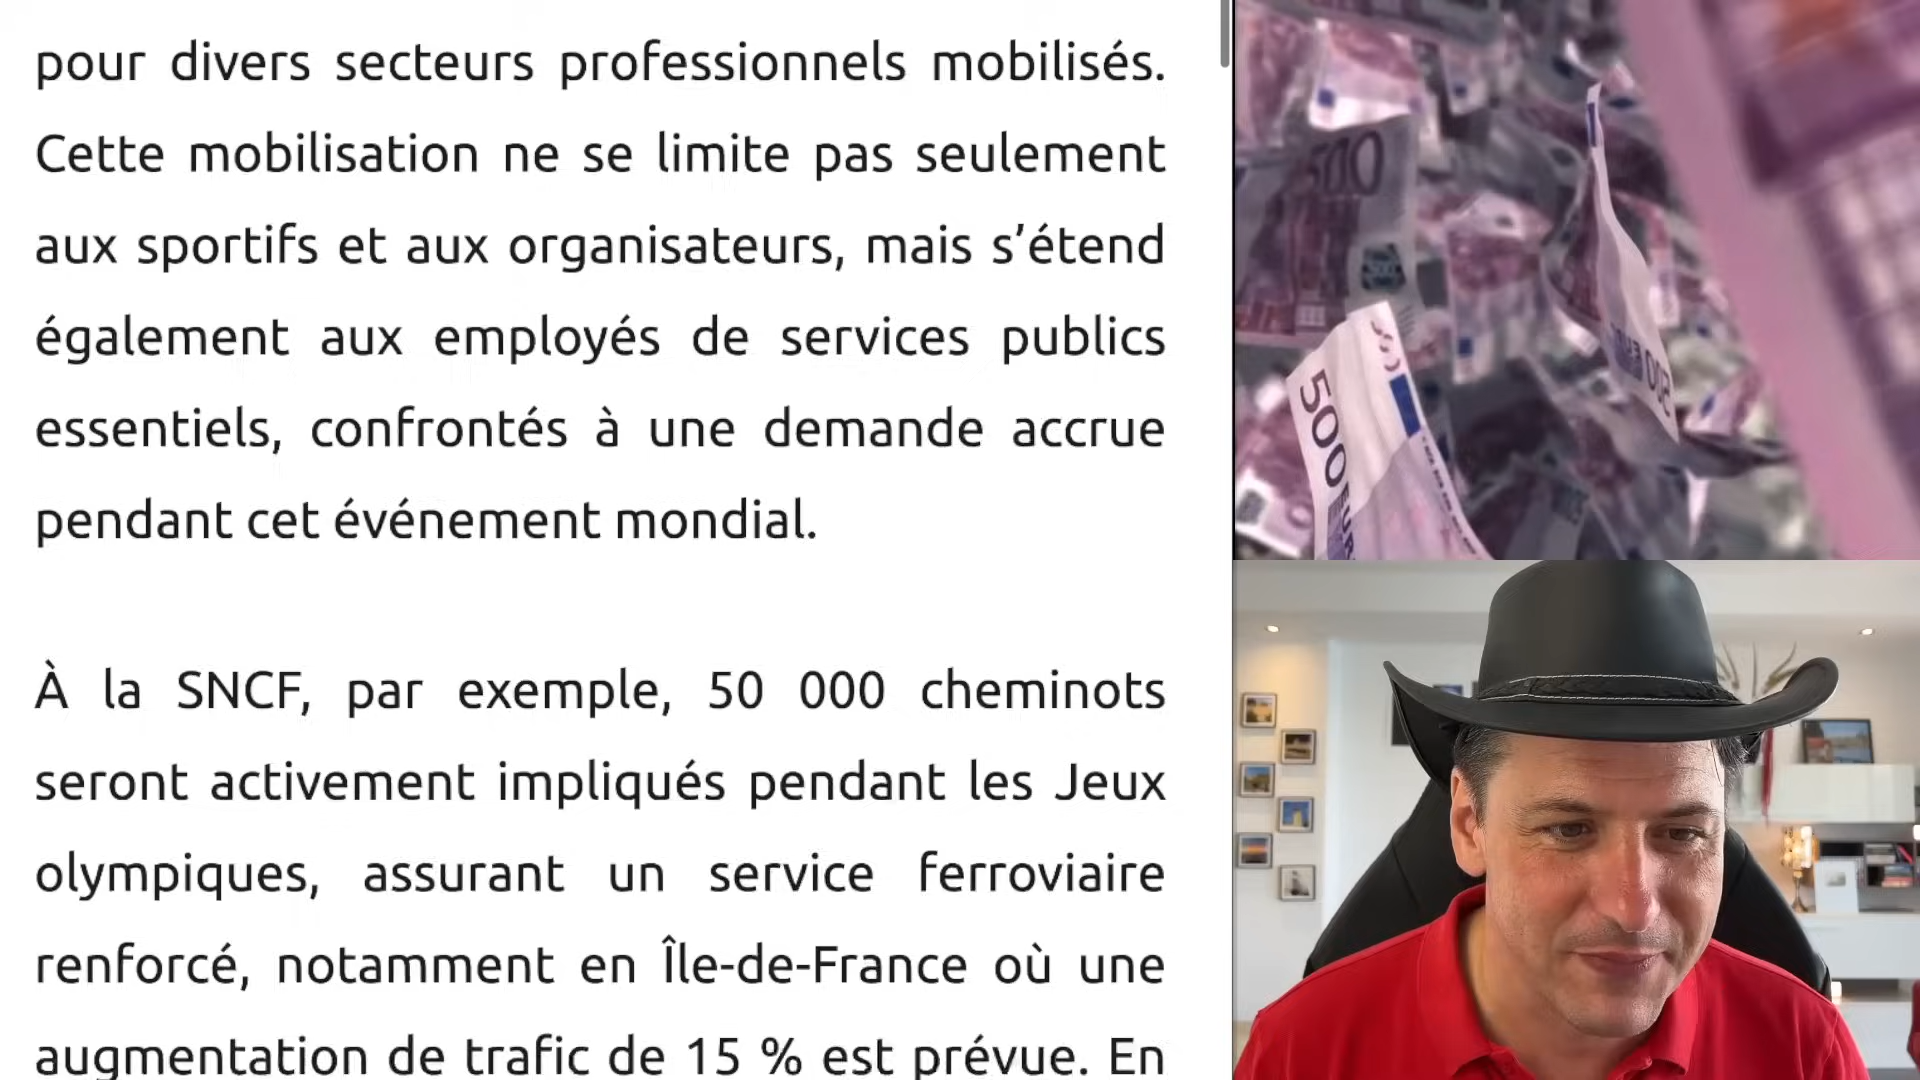 pour divers secteurs professionnels mobilisés.
Cette mobilisation ne se limite pas seulement
aux sportifs et aux organisateurs, mais s’étend
également aux employés de services publics
essentiels, confrontés à une demande accrue
pendant cet événement mondial.
À la SNCF, par exemple, 50 000 cheminots
seront activement impliqués pendant les Jeux
olympiques, assurant un service ferroviaire
renforcé, notamment en Île-de-France où une
augmentation de trafic de 15 % est prévue. En
500
500
500